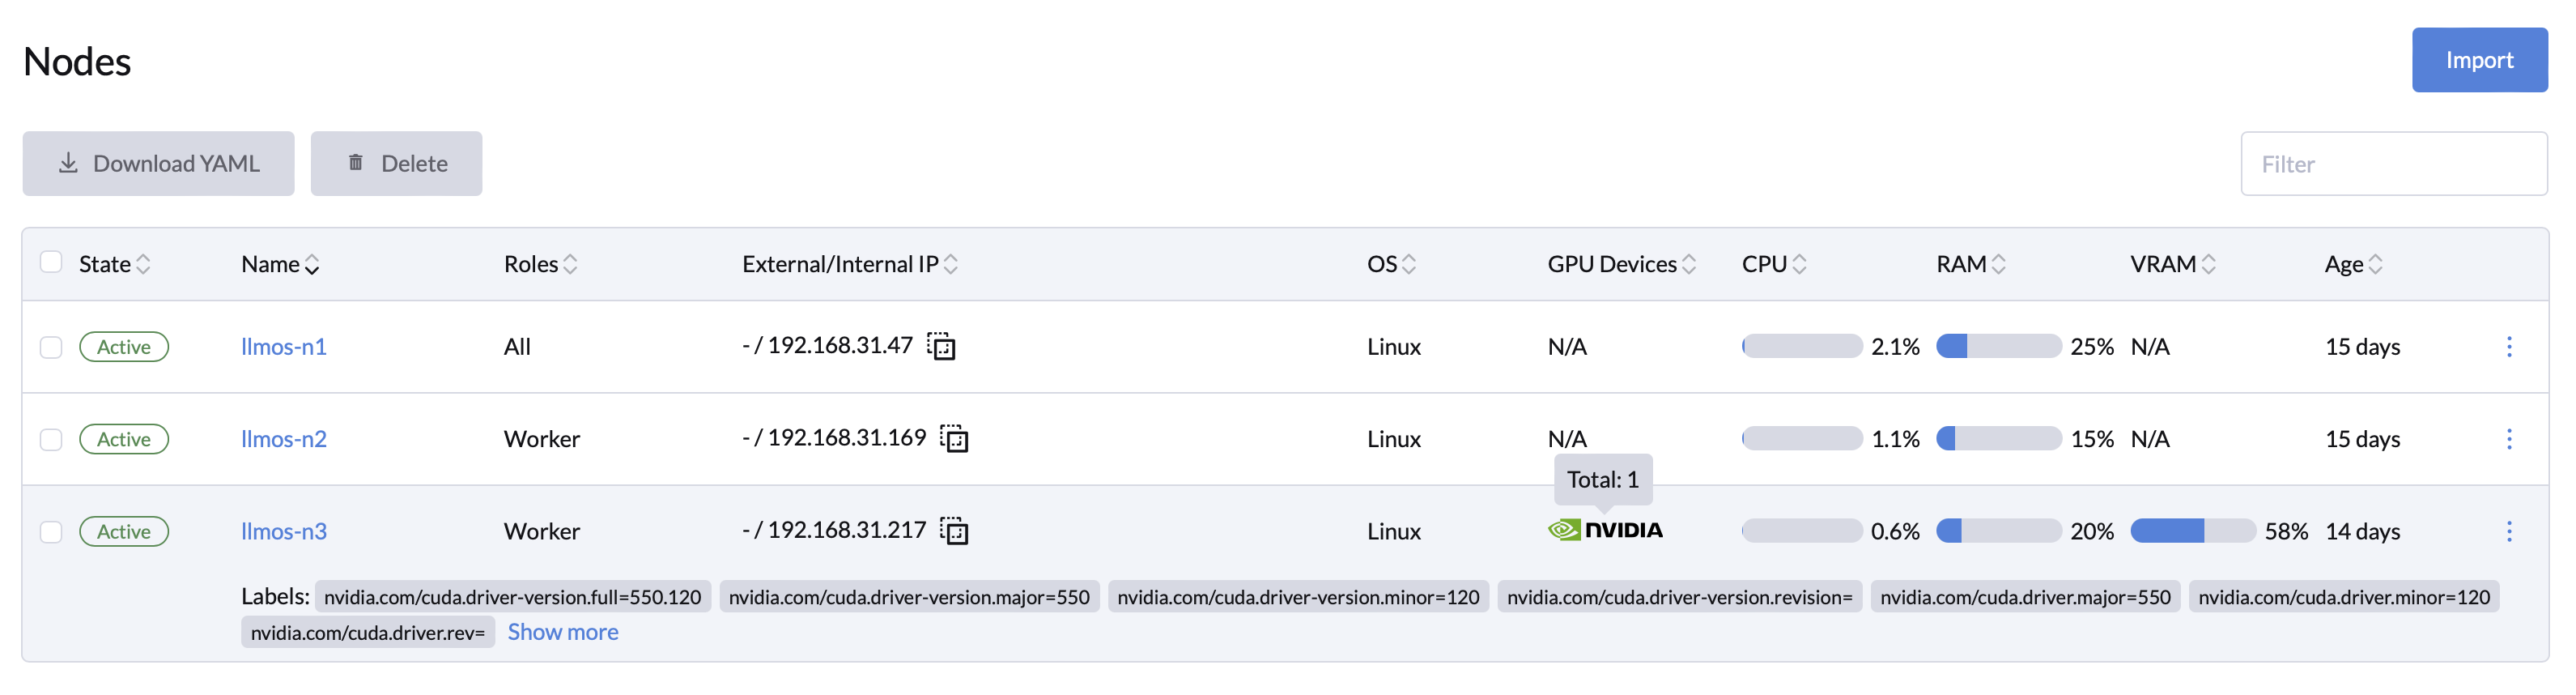 Nodes
Import
Download YAML Delete Filter
State Name Roles External/Internal IP OS GPU Devices CPU RAM VRAM Age
Active llmos-n1 All - / 192.168.31.47 Linux N/A 2.1% 25% N/A 15 days
Active llmos-n2 Worker - / 192.168.31.169 Linux N/A 1.1% 15% N/A 15 days
Total: 1
Active llmos-n3 Worker - / 192.168.31.217 Linux NVIDIA 0.6% 20% 58% 14 days
Labels: nvidia.com/cuda.driver-version.full=550.120 nvidia.com/cuda.driver-version.major=550 nvidia.com/cuda.driver-version.minor=120 nvidia.com/cuda.driver-version.revision= nvidia.com/cuda.driver.major=550 nvidia.com/cuda.driver.minor=120
nvidia.com/cuda.driver.rev= Show more